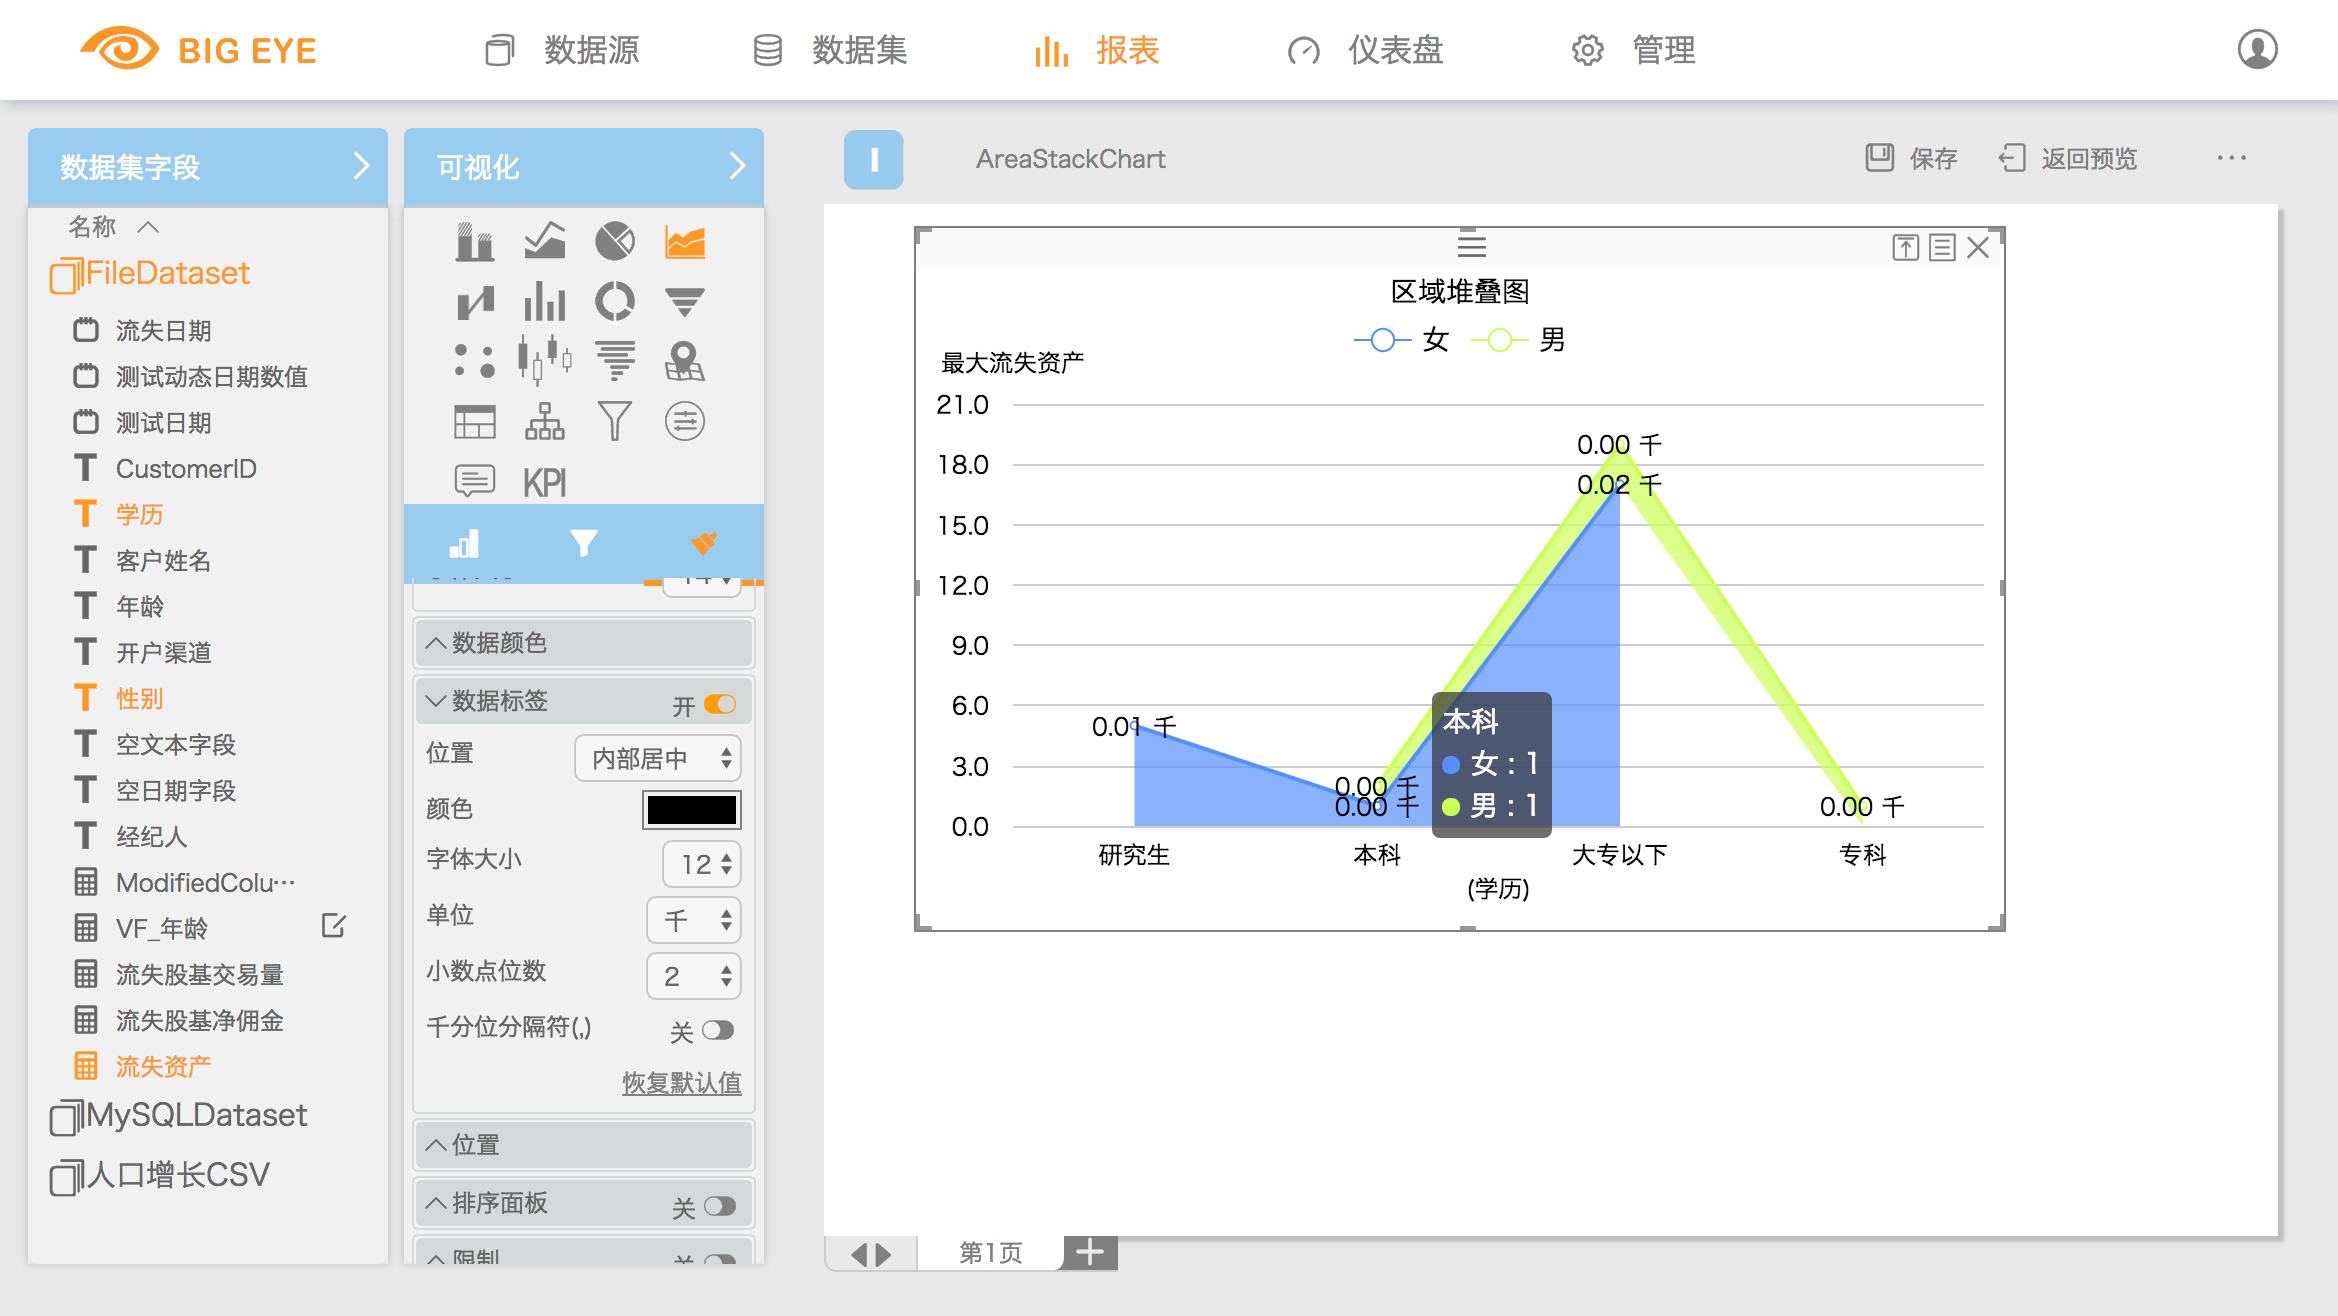 BIG EYE
数据源
数据集
报表
仪表盘
管理
数据集字段
名称
FileDataset
流失日期
测试动态日期数值
测试日期
CustomerID
学历
客户姓名
年龄
开户渠道
性别
空文本字段
空日期字段
经纪人
ModifiedColu···
VF_年龄
流失股基交易量
流失股基净佣金
流失资产
MySQLDataset
人口增长CSV
可视化
KPI
14
数据颜色
数据标签
开
位置
内部居中
颜色
字体大小
12
单位
千
小数点位数
2
千分位分隔符(,)
关
恢复默认值
位置
排序面板
关
限制
关
I
AreaStackChart
保存
返回预览
···
区域堆叠图
女
男
最大流失资产
21.0
18.0
15.0
12.0
9.0
6.0
3.0
0.0
0.00 千
0.02 千
0.01 千
0.00 千
0.00 千
0.00 千
本科
女 : 1
男 : 1
研究生
本科
大专以下
专科
(学历)
第1页